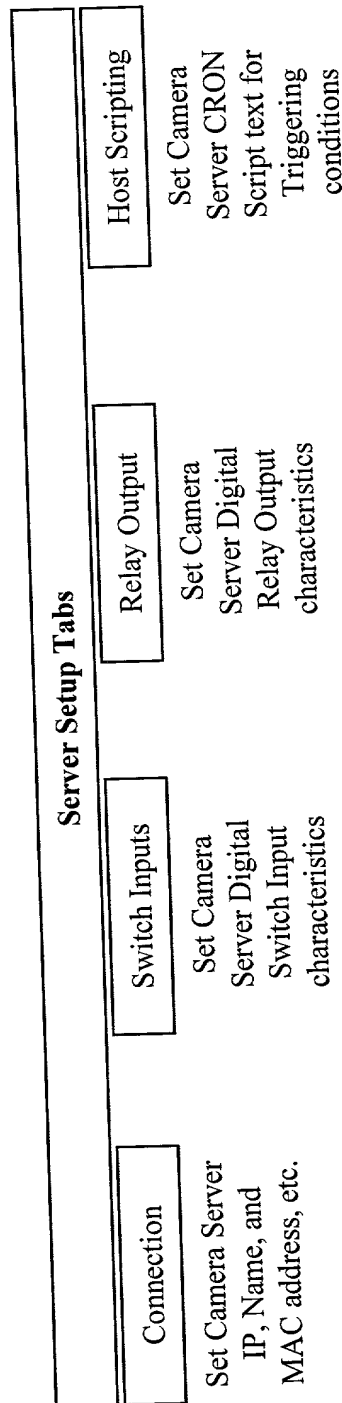 Server Setup Tabs
Connection
Set Camera Server
IP, Name, and
MAC address, etc.
Switch Inputs
Set Camera
Server Digital
Switch Input
characteristics
Relay Output
Set Camera
Server Digital
Relay Output
characteristics
Host Scripting
Set Camera
Server CRON
Script text for
Triggering
conditions